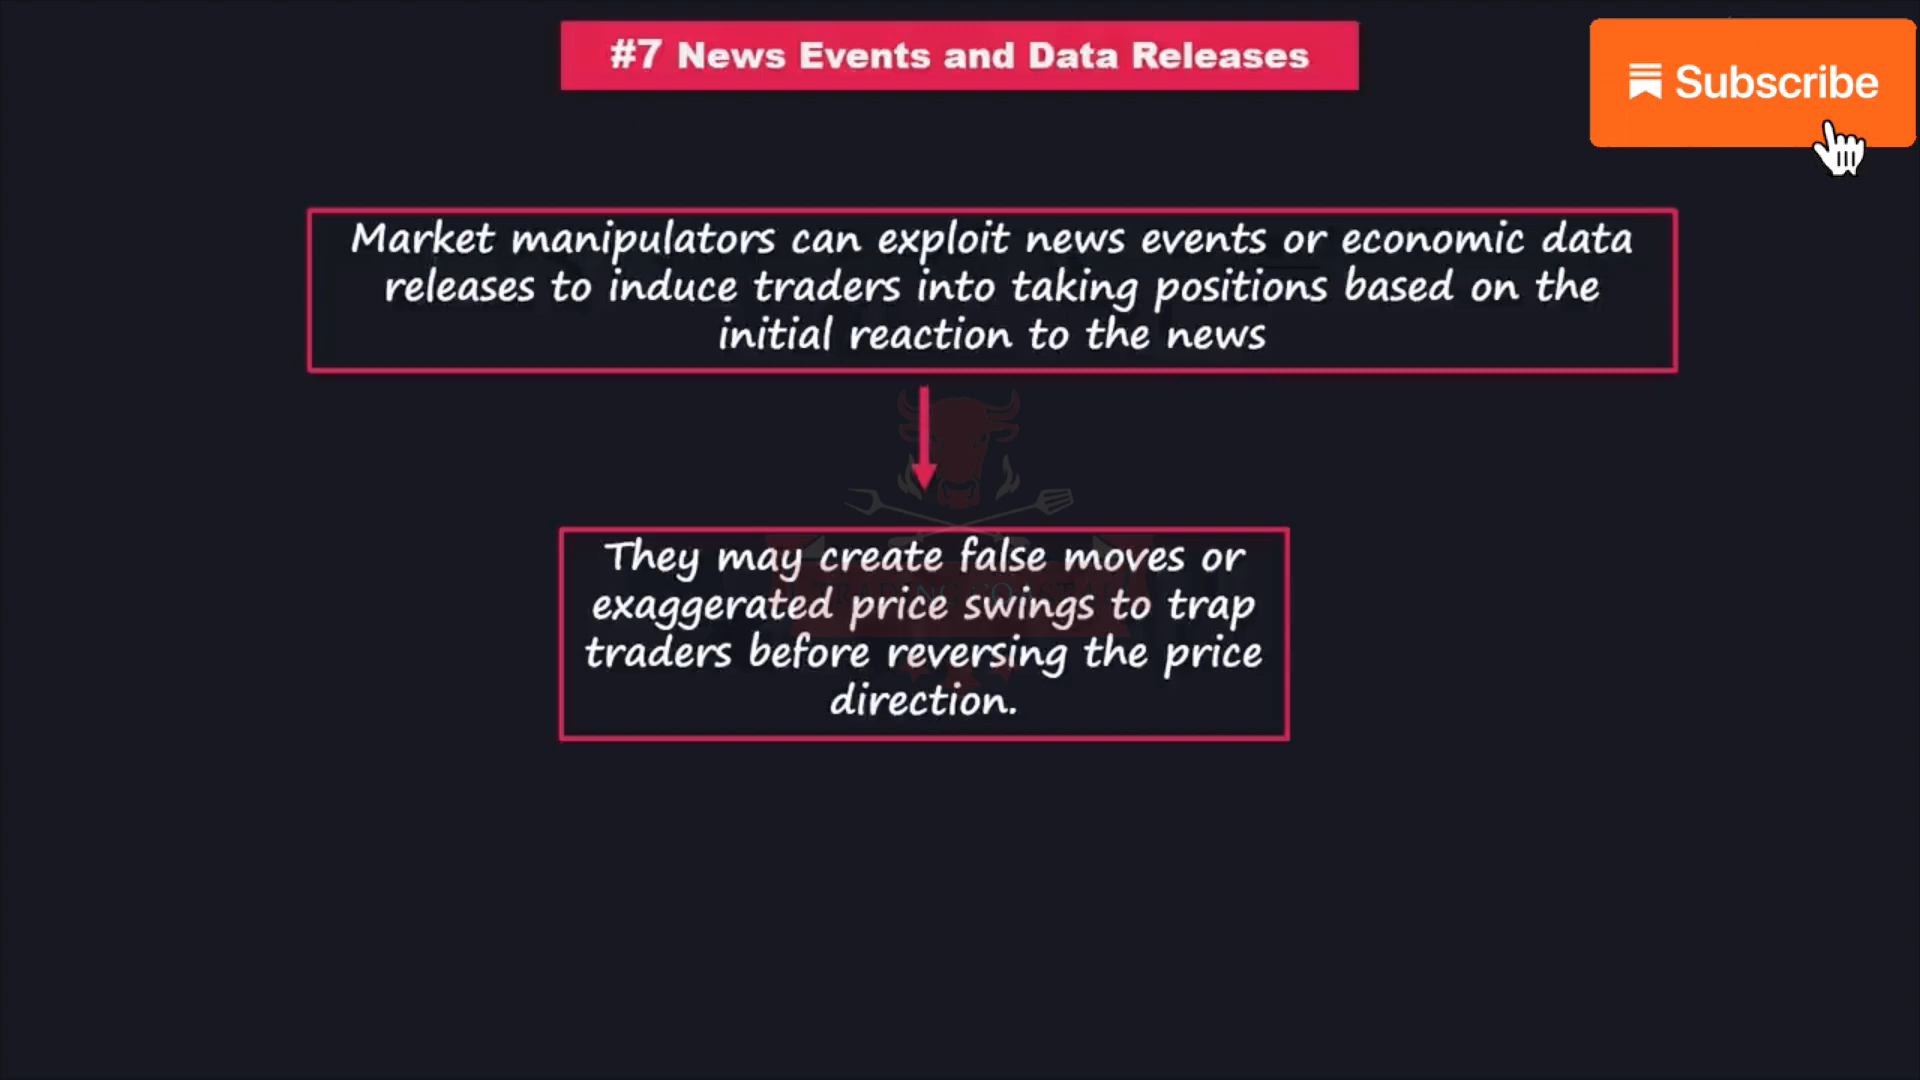 #7 News Events and Data Releases
Subscribe
Market manipulators can exploit news events or economic data
releases to induce traders into taking positions based on the
initial reaction to the news
They may create false moves or
exaggerated price swings to trap
traders before reversing the price
direction.